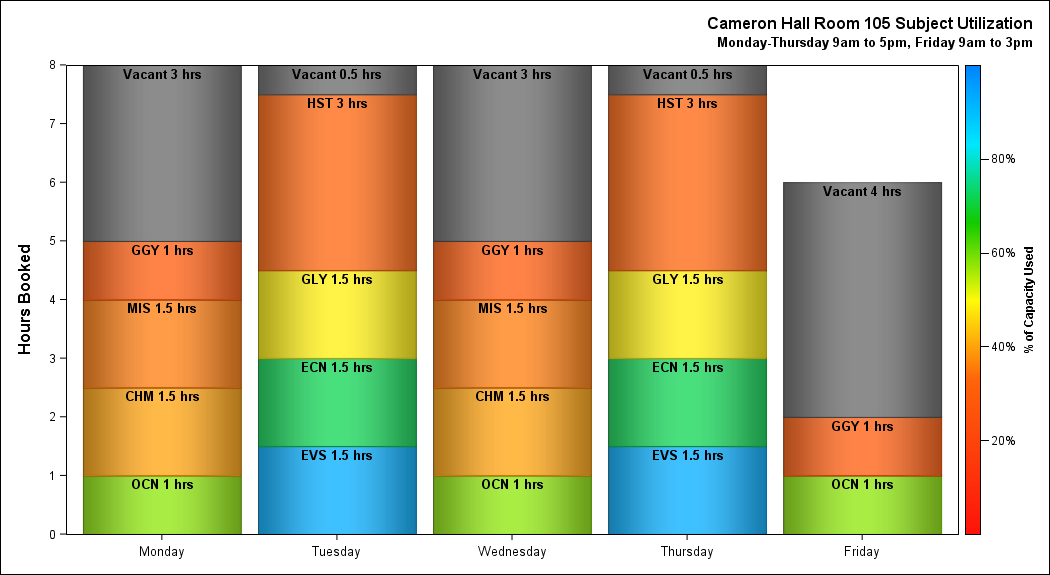 Cameron Hall Room 105 Subject Utilization
Monday-Thursday 9am to 5pm, Friday 9am to 3pm
Hours Booked
8
7
6
5
4
3
2
1
0
Vacant 3 hrs
GGY 1 hrs
MIS 1.5 hrs
CHM 1.5 hrs
OCN 1 hrs
Monday
Vacant 0.5 hrs
HST 3 hrs
GLY 1.5 hrs
ECN 1.5 hrs
EVS 1.5 hrs
Tuesday
Vacant 3 hrs
GGY 1 hrs
MIS 1.5 hrs
CHM 1.5 hrs
OCN 1 hrs
Wednesday
Vacant 0.5 hrs
HST 3 hrs
GLY 1.5 hrs
ECN 1.5 hrs
EVS 1.5 hrs
Thursday
Vacant 4 hrs
GGY 1 hrs
OCN 1 hrs
Friday
80%
60%
40%
20%
% of Capacity Used